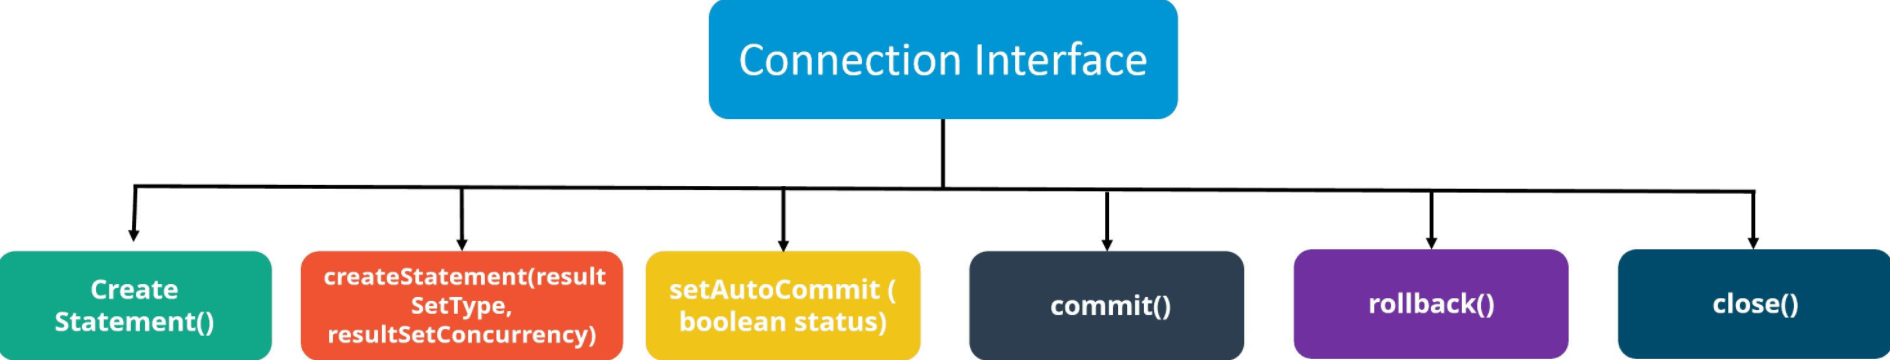 Connection Interface
Create
Statement()
createStatement(result
SetType,
resultSetConcurrency)
setAutoCommit (
boolean status)
commit()
rollback()
close()